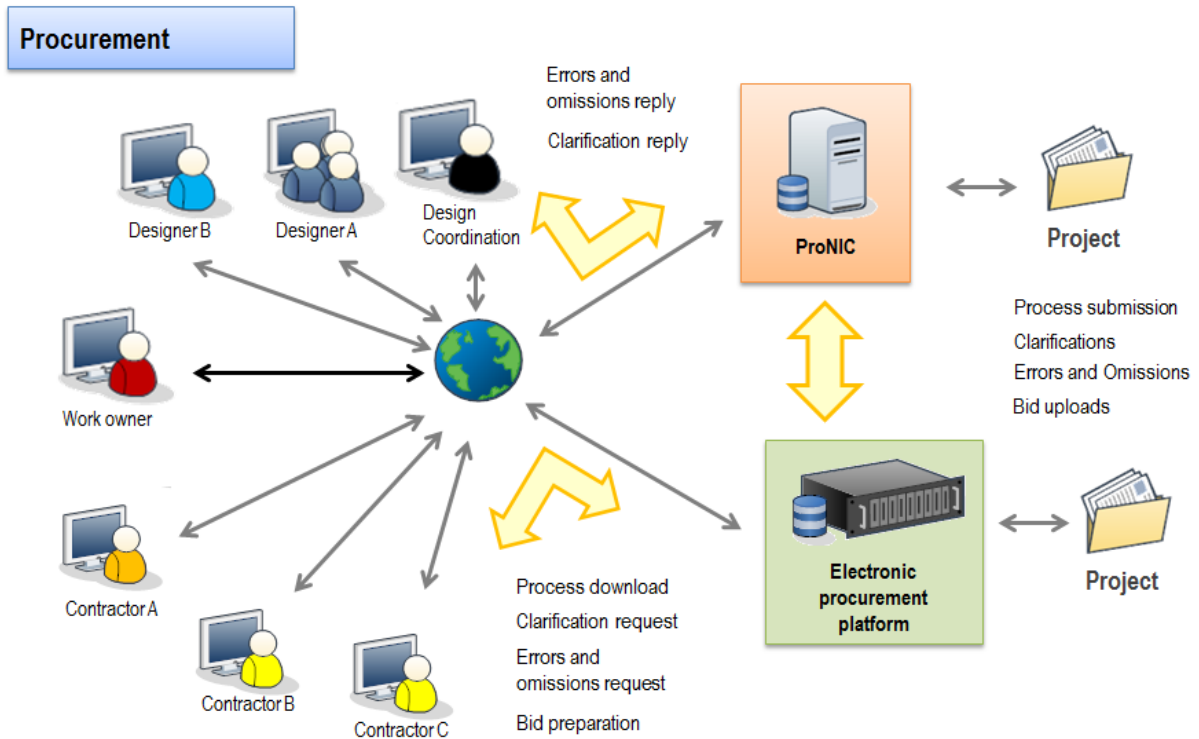 Procurement
Errors and
omissions reply
Clarification reply
Designer B
Designer A
Design
Coordination
ProNIC
Project
Work owner
Process submission
Clarifications
Errors and Omissions
Bid uploads
Contractor A
Contractor B
Contractor C
Process download
Clarification request
Errors and
omissions request
Bid preparation
Electronic
procurement
platform
Project